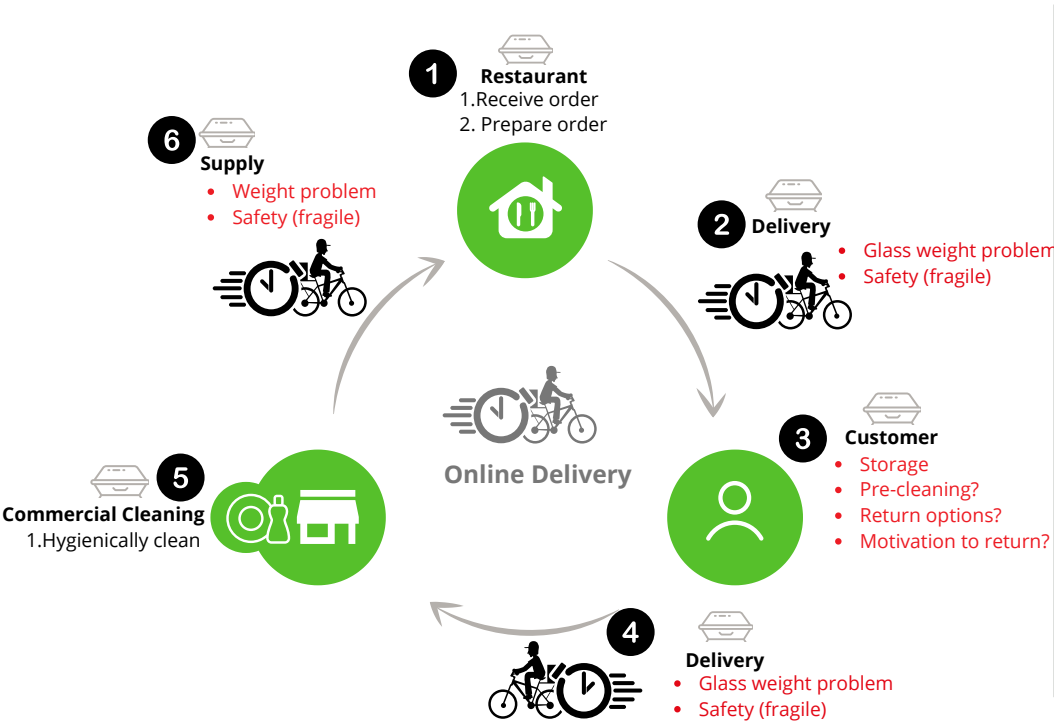 1
Restaurant
1.Receive order
2. Prepare order
2
Delivery
• Glass weight problem
• Safety (fragile)
3
Customer
• Storage
• Pre-cleaning?
• Return options?
• Motivation to return?
4
Delivery
• Glass weight problem
• Safety (fragile)
5
Commercial Cleaning
1.Hygienically clean
6
Supply
• Weight problem
• Safety (fragile)
Online Delivery